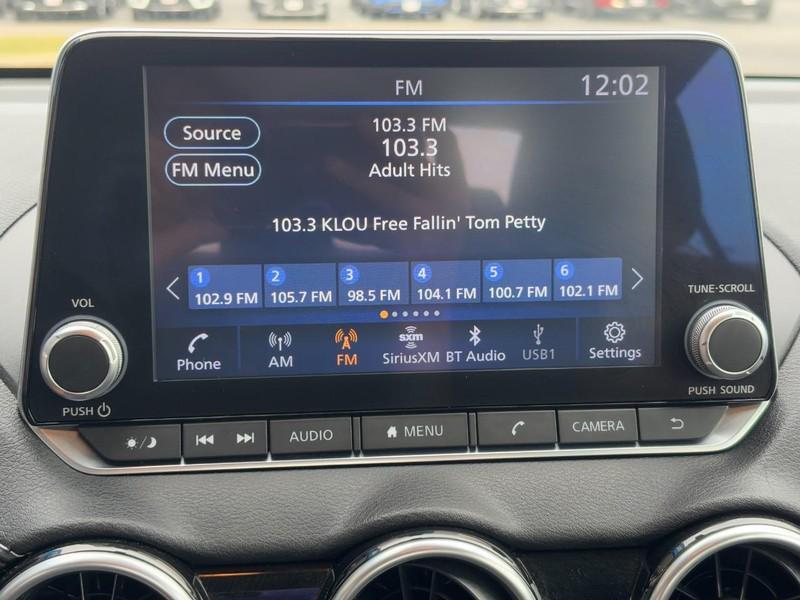 FM
12:02
Source
103.3 FM
103.3
FM Menu
Adult Hits
103.3 KLOU Free Fallin' Tom Petty
1 2 3 4 5 6
102.9 FM 105.7 FM 98.5 FM 104.1 FM 100.7 FM 102.1 FM
sxm
Phone AM FM SiriusXM BT Audio USB1 Settings
VOL
PUSH
TUNE·SCROLL
PUSH SOUND
AUDIO MENU CAMERA